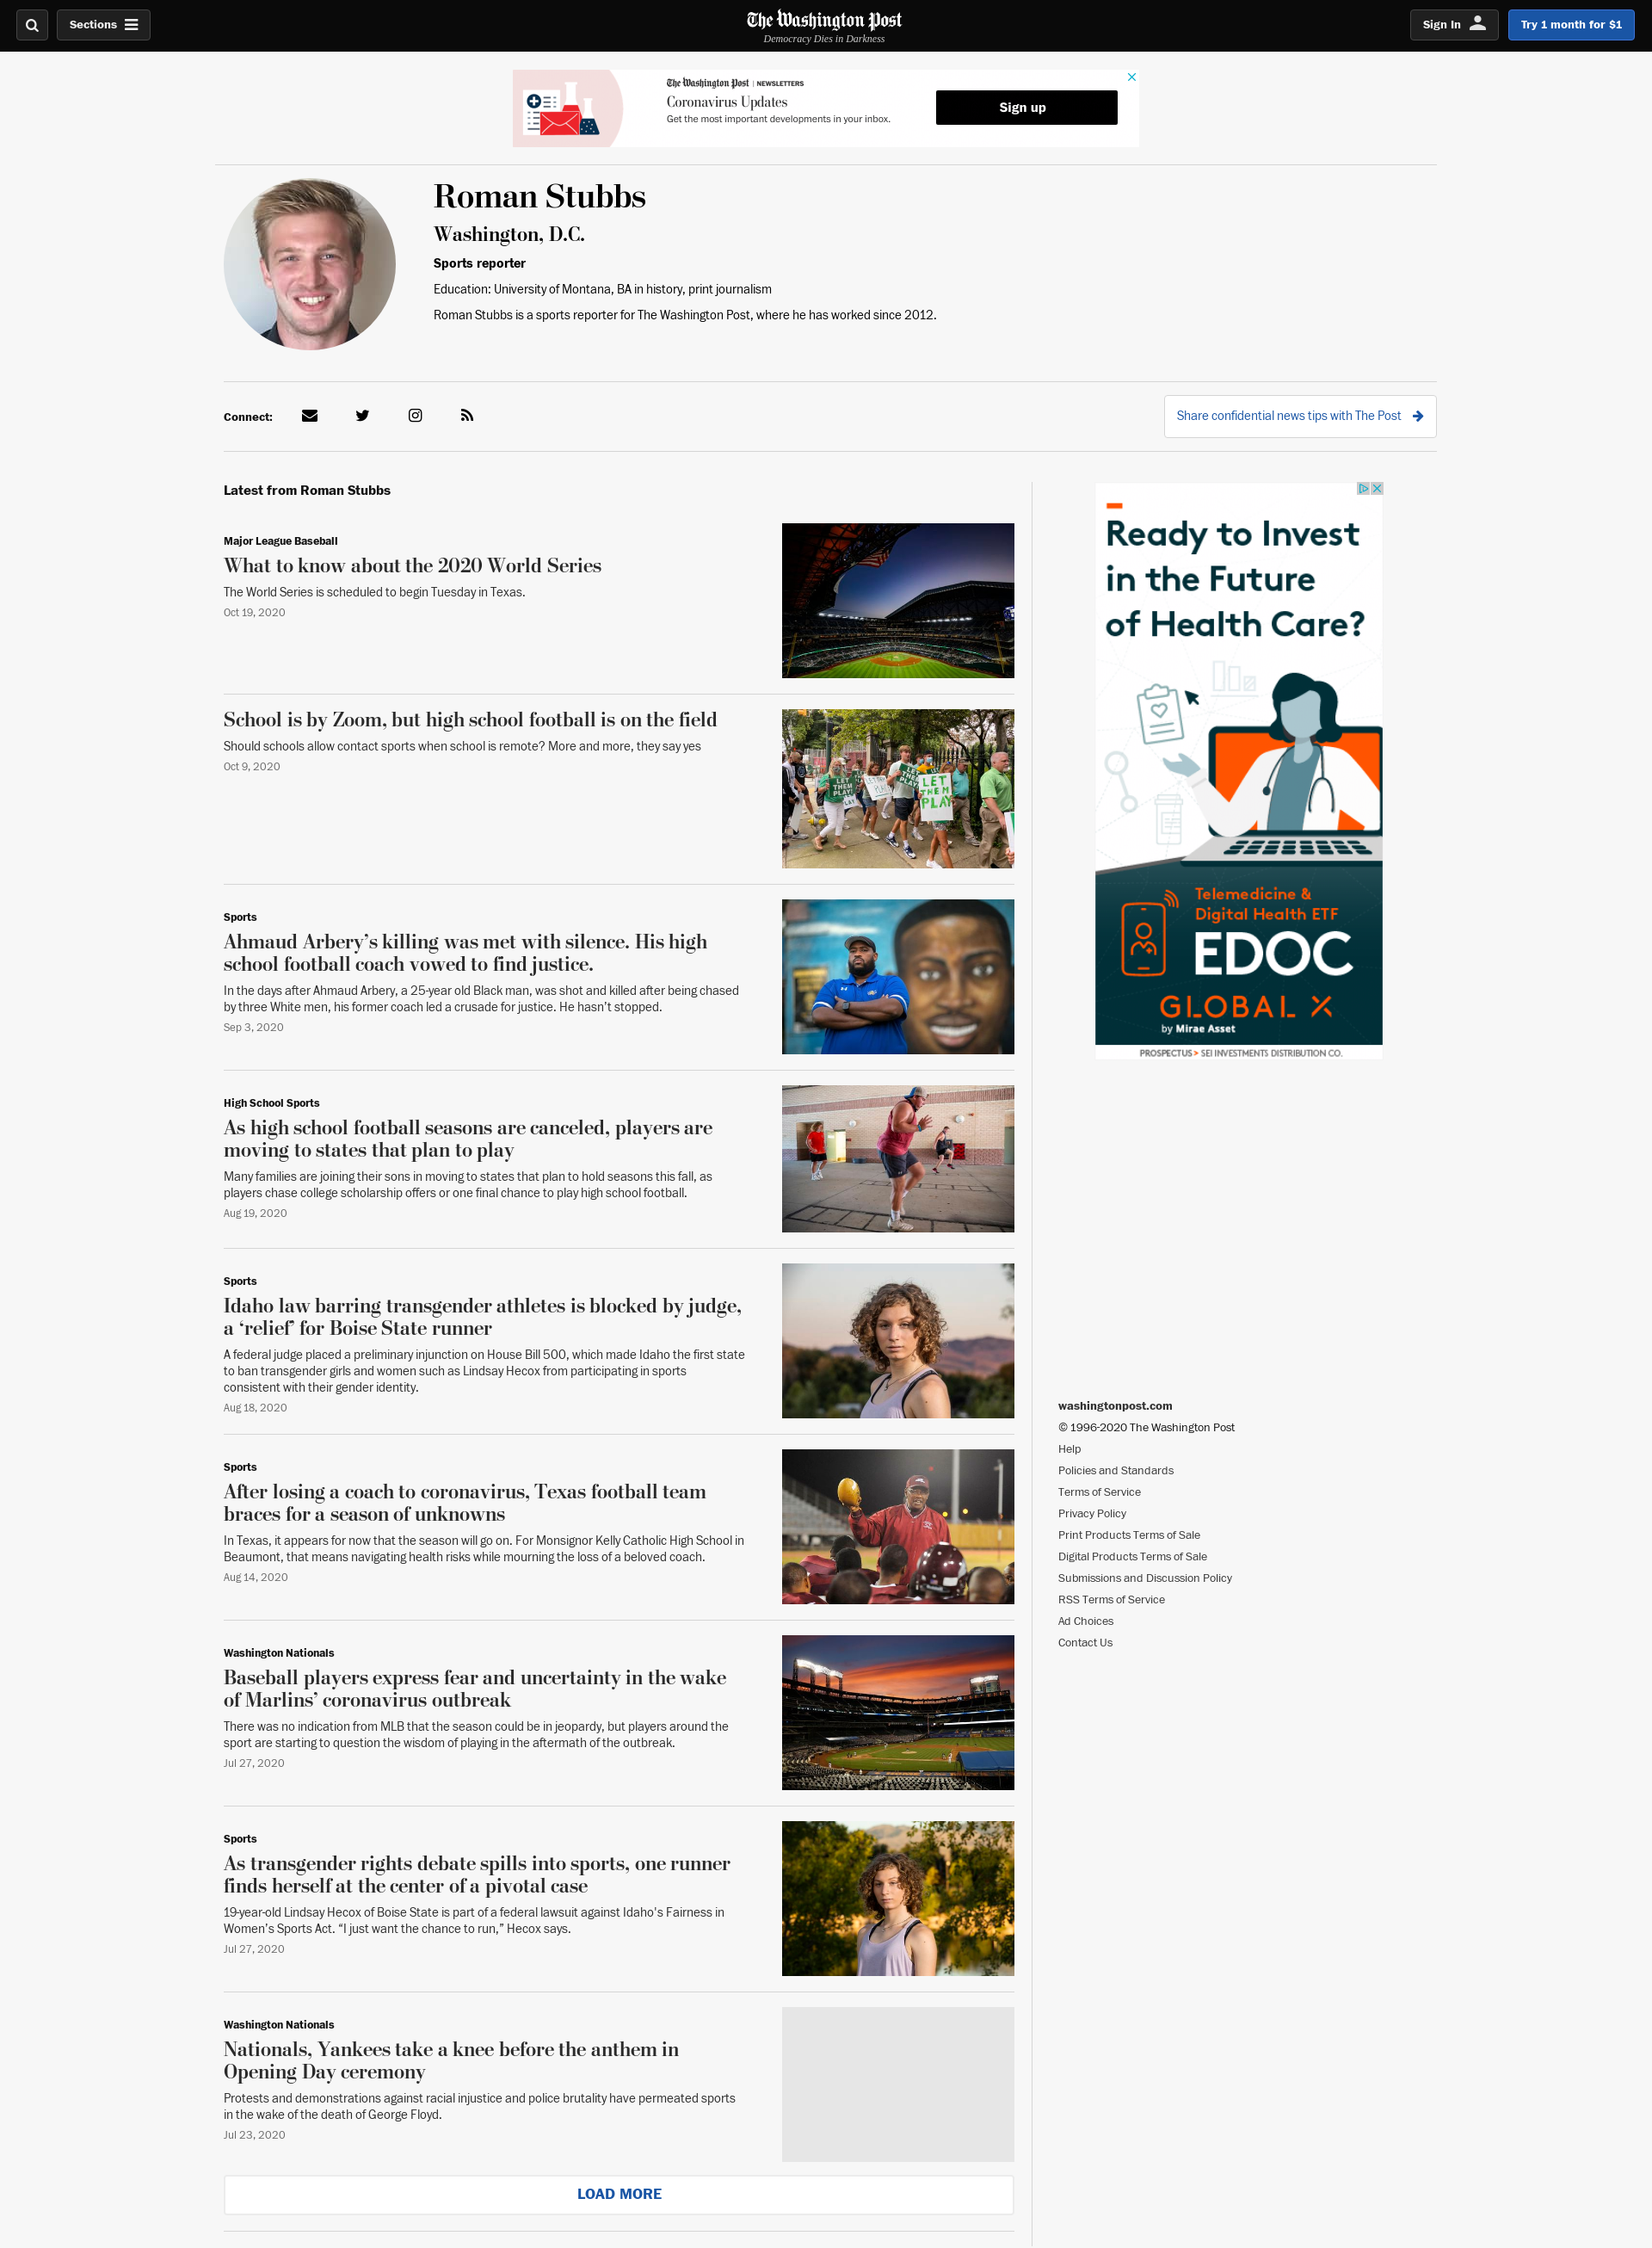 Sections
The Washington Post
Democracy Dies in Darkness
Sign In
Try 1 month for $1
The Washington Post | NEWSLETTERS
Coronavirus Updates
Get the most important developments in your inbox.
Sign up
Roman Stubbs
Washington, D.C.
Sports reporter
Education: University of Montana, BA in history, print journalism
Roman Stubbs is a sports reporter for The Washington Post, where he has worked since 2012.
Connect:
Share confidential news tips with The Post
Latest from Roman Stubbs
Major League Baseball
What to know about the 2020 World Series
The World Series is scheduled to begin Tuesday in Texas.
Oct 19, 2020
School is by Zoom, but high school football is on the field
Should schools allow contact sports when school is remote? More and more, they say yes
Oct 9, 2020
LET THEM PLAY!
LET
THEM
PLAY
Sports
Ahmaud Arbery’s killing was met with silence. His high
school football coach vowed to find justice.
In the days after Ahmaud Arbery, a 25-year old Black man, was shot and killed after being chased
by three White men, his former coach led a crusade for justice. He hasn’t stopped.
Sep 3, 2020
High School Sports
As high school football seasons are canceled, players are
moving to states that plan to play
Many families are joining their sons in moving to states that plan to hold seasons this fall, as
players chase college scholarship offers or one final chance to play high school football.
Aug 19, 2020
Sports
Idaho law barring transgender athletes is blocked by judge,
a ‘relief’ for Boise State runner
A federal judge placed a preliminary injunction on House Bill 500, which made Idaho the first state
to ban transgender girls and women such as Lindsay Hecox from participating in sports
consistent with their gender identity.
Aug 18, 2020
Sports
After losing a coach to coronavirus, Texas football team
braces for a season of unknowns
In Texas, it appears for now that the season will go on. For Monsignor Kelly Catholic High School in
Beaumont, that means navigating health risks while mourning the loss of a beloved coach.
Aug 14, 2020
Washington Nationals
Baseball players express fear and uncertainty in the wake
of Marlins’ coronavirus outbreak
There was no indication from MLB that the season could be in jeopardy, but players around the
sport are starting to question the wisdom of playing in the aftermath of the outbreak.
Jul 27, 2020
Sports
As transgender rights debate spills into sports, one runner
finds herself at the center of a pivotal case
19-year-old Lindsay Hecox of Boise State is part of a federal lawsuit against Idaho's Fairness in
Women’s Sports Act. “I just want the chance to run,” Hecox says.
Jul 27, 2020
Washington Nationals
Nationals, Yankees take a knee before the anthem in
Opening Day ceremony
Protests and demonstrations against racial injustice and police brutality have permeated sports
in the wake of the death of George Floyd.
Jul 23, 2020
LOAD MORE
Ready to Invest
in the Future
of Health Care?
Telemedicine &
Digital Health ETF
EDOC
GLOBAL X
by Mirae Asset
PROSPECTUS > SEI INVESTMENTS DISTRIBUTION CO.
washingtonpost.com
© 1996-2020 The Washington Post
Help
Policies and Standards
Terms of Service
Privacy Policy
Print Products Terms of Sale
Digital Products Terms of Sale
Submissions and Discussion Policy
RSS Terms of Service
Ad Choices
Contact Us